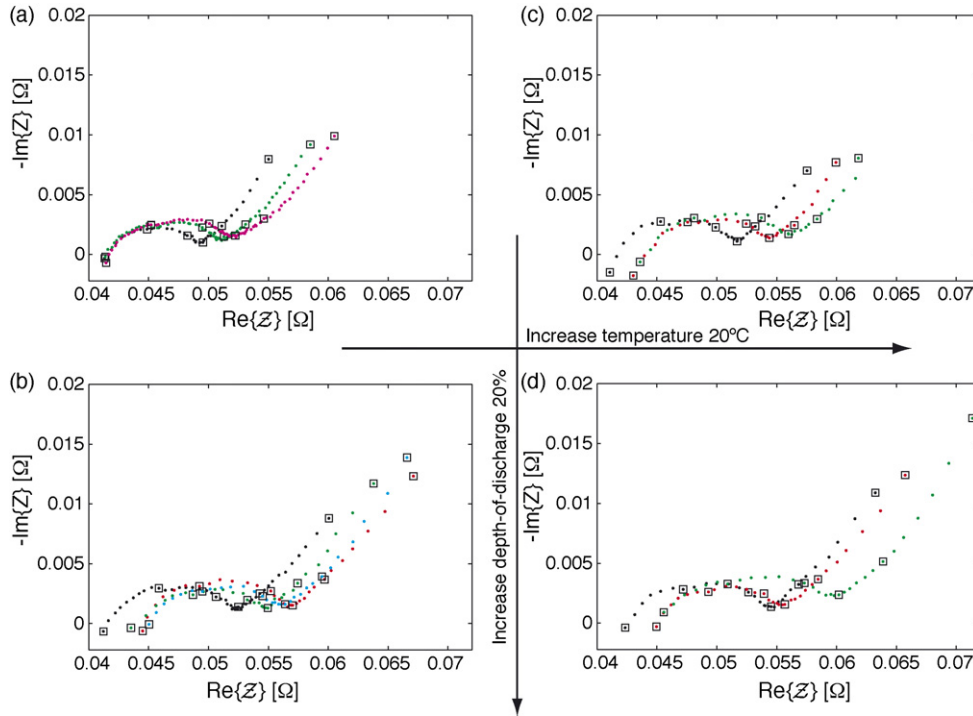 (a)
0.02
0.015
0.01
0.005
0
-Im{Z} [Ω]
0.04 0.045 0.05 0.055 0.06 0.065 0.07
Re{Z} [Ω]
(c)
0.02
0.015
0.01
0.005
0
-Im{Z} [Ω]
0.04 0.045 0.05 0.055 0.06 0.065 0.07
Re{Z} [Ω]
Increase temperature 20ºC
Increase depth-of-discharge 20%
(b)
0.02
0.015
0.01
0.005
0
-Im{Z} [Ω]
0.04 0.045 0.05 0.055 0.06 0.065 0.07
Re{Z} [Ω]
(d)
0.02
0.015
0.01
0.005
0
-Im{Z} [Ω]
0.04 0.045 0.05 0.055 0.06 0.065 0.07
Re{Z} [Ω]